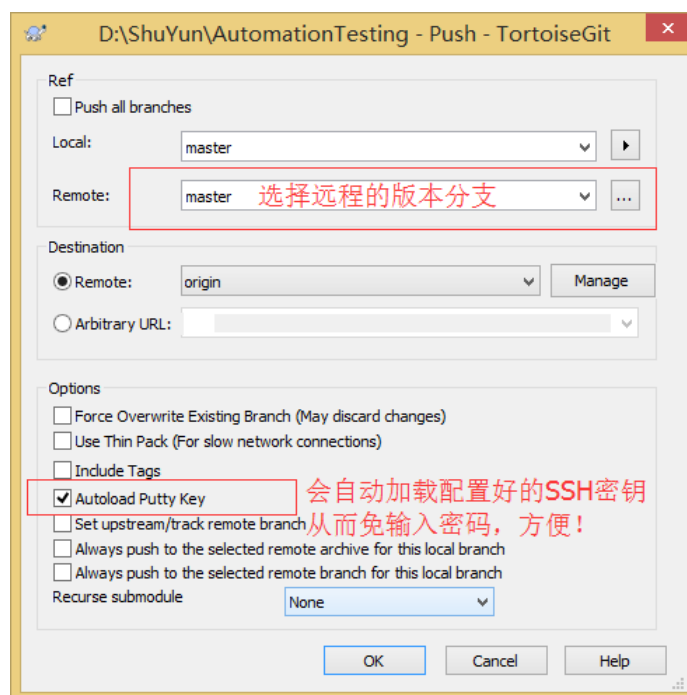 D:\ShuYun\AutomationTesting - Push - TortoiseGit
Ref
Push all branches
Local:
master
Remote:
master
选择远程的版本分支
...
Destination
Remote:
origin
Manage
Arbitrary URL:
Options
Force Overwrite Existing Branch (May discard changes)
Use Thin Pack (For slow network connections)
Include Tags
Autoload Putty Key
会自动加载配置好的SSH密钥
Set upstream/track remote branch
从而免输入密码，方便！
Always push to the selected remote archive for this local branch
Always push to the selected remote branch for this local branch
Recurse submodule
None
OK
Cancel
Help